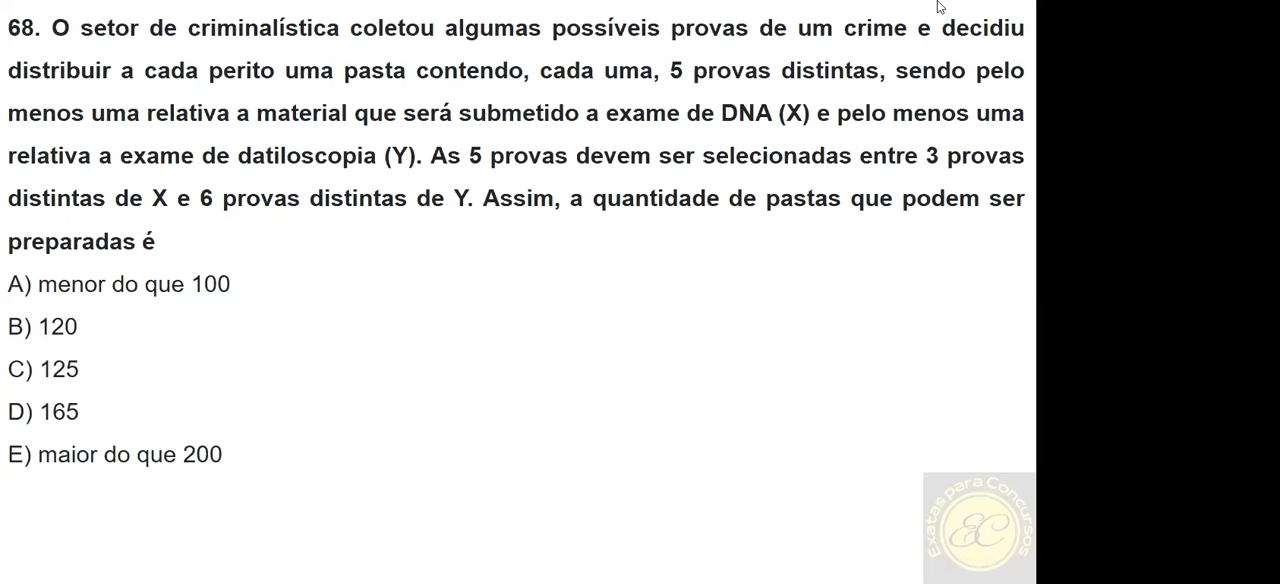 68. O setor de criminalística coletou algumas possíveis provas de um crime e decidiu
distribuir a cada perito uma pasta contendo, cada uma, 5 provas distintas, sendo pelo
menos uma relativa a material que será submetido a exame de DNA (X) e pelo menos uma
relativa a exame de datiloscopia (Y). As 5 provas devem ser selecionadas entre 3 provas
distintas de X e 6 provas distintas de Y. Assim, a quantidade de pastas que podem ser
preparadas é
A) menor do que 100
B) 120
C) 125
D) 165
E) maior do que 200
Exatas para Concursos
EC